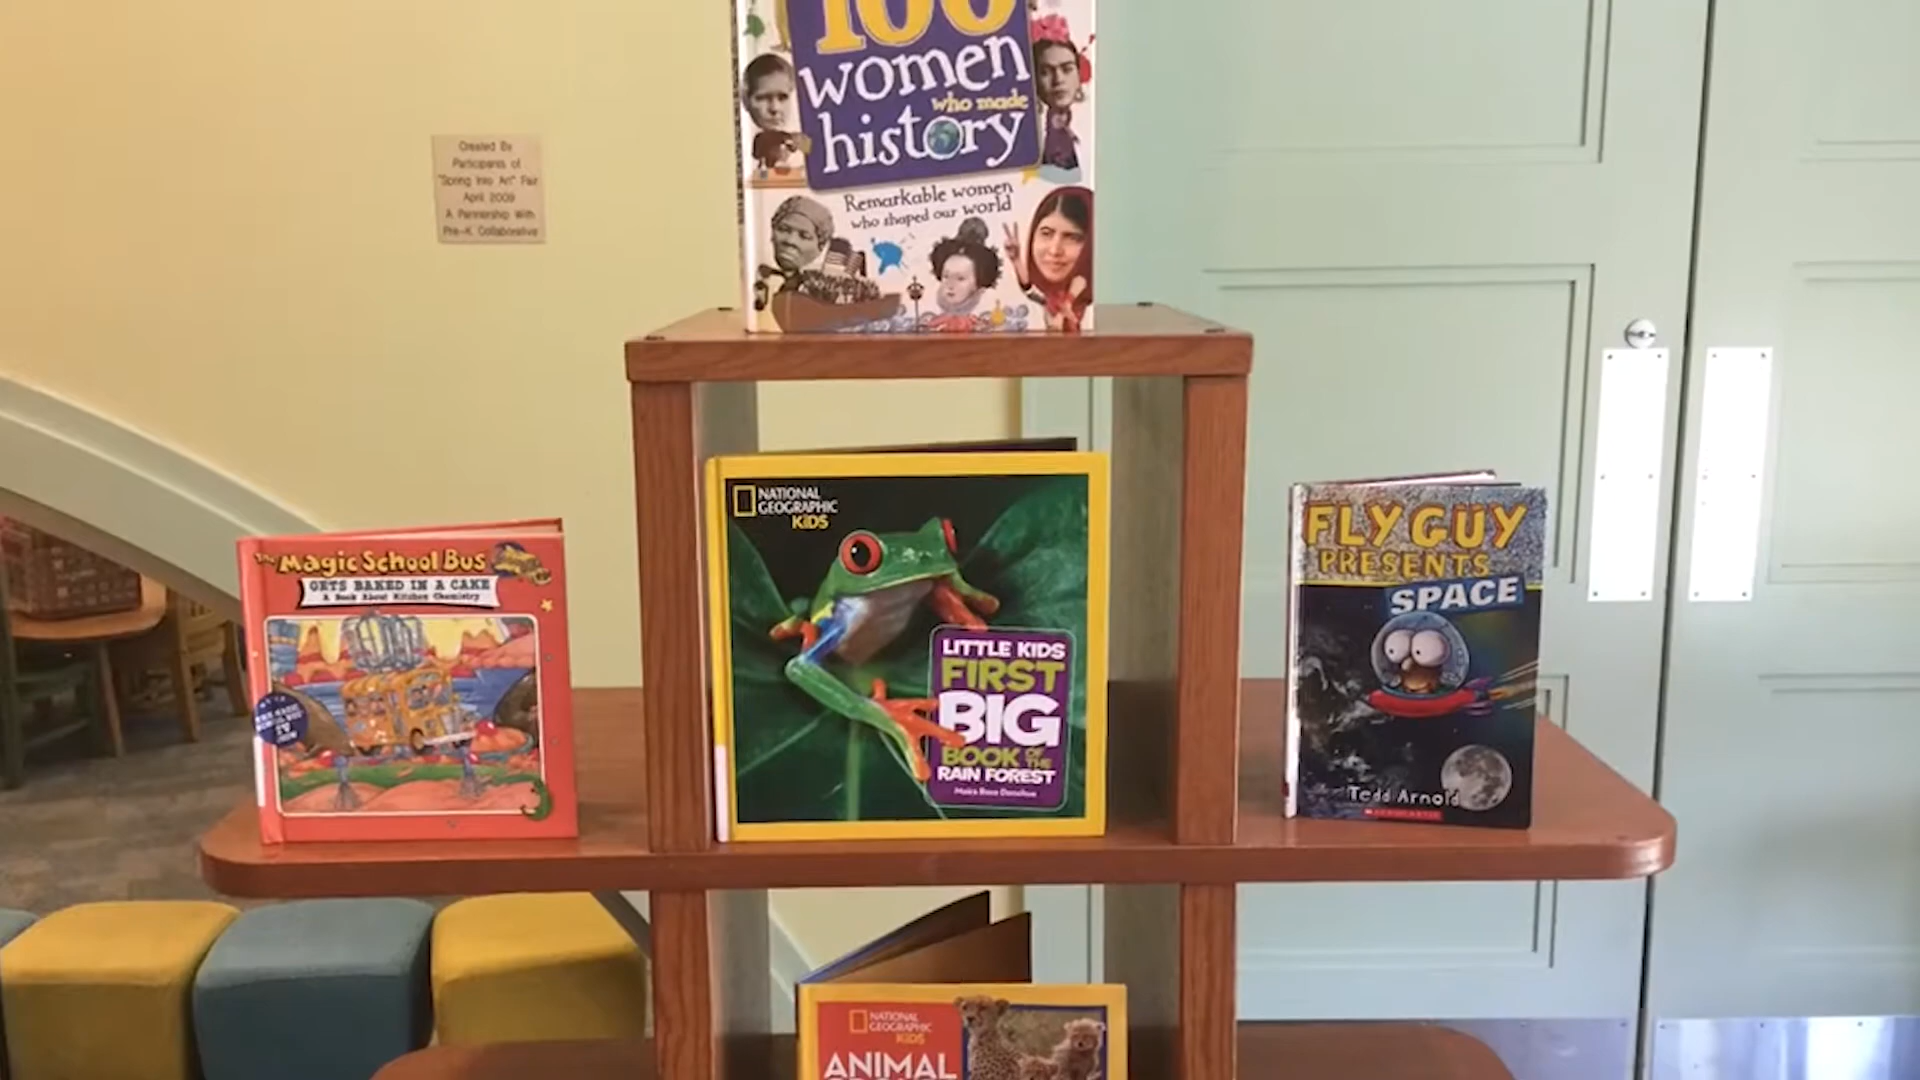 100
women
who made
history
Remarkable women
who shaped our world
Created By
Participants of
"Spring Into Art" Fair
April 2009
A Partnership With
Pre-K Collaborative
The Magic School Bus
GETS BAKED IN A CAKE
A Book About Kitchen Chemistry
NATIONAL
GEOGRAPHIC
KiDS
LITTLE KIDS
FIRST
BIG
BOOK OF THE
RAIN FOREST
Moira Rose Donohue
FLY GUY
PRESENTS
SPACE
Tedd Arnold
SCHOLASTIC
NATIONAL
GEOGRAPHIC
KiDS
ANIMAL